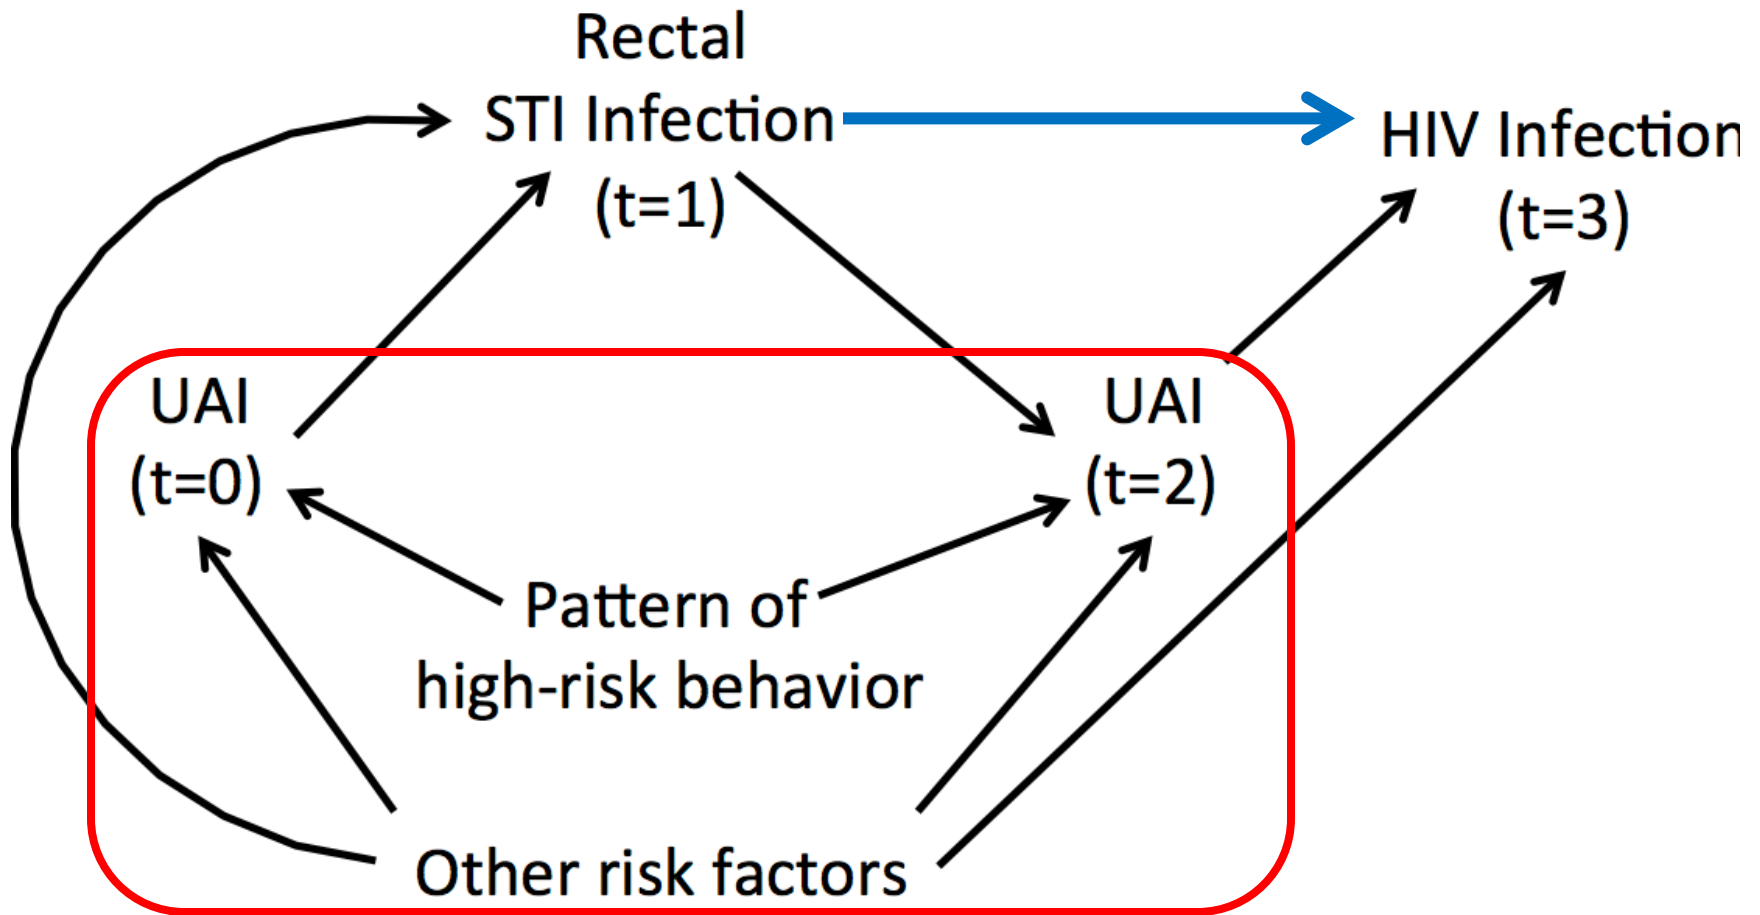 Rectal
STI Infection
(t=1)
HIV Infection
(t=3)
UAI
(t=0)
UAI
(t=2)
Pattern of
high-risk behavior
Other risk factors